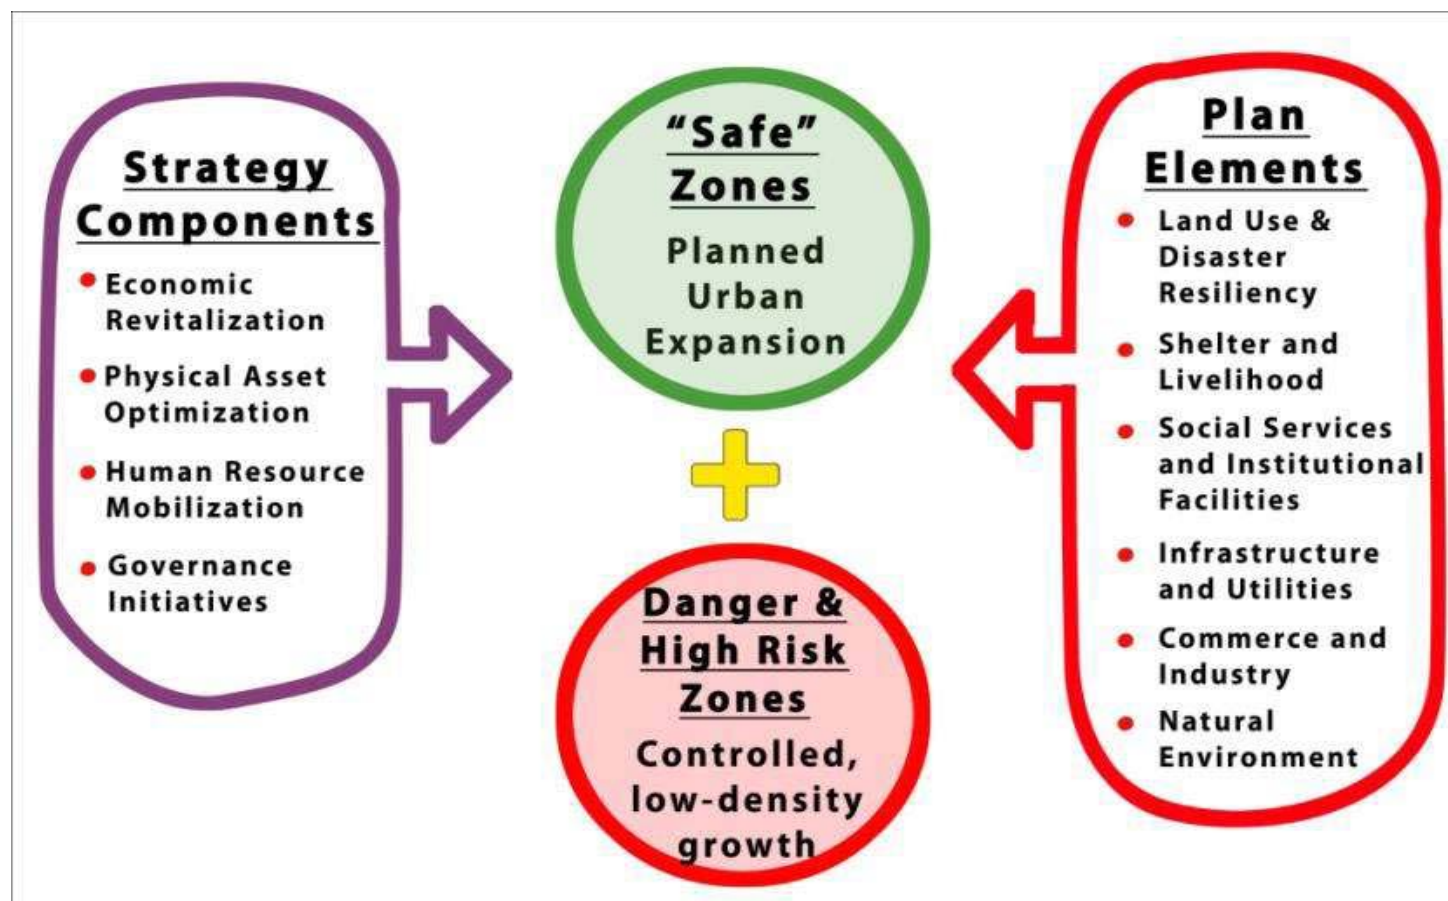 Strategy
Components
Economic
Revitalization
Physical Asset
Optimization
Human Resource
Mobilization
Governance
Initiatives
“Safe”
Zones
Planned
Urban
Expansion
Danger &
High Risk
Zones
Controlled,
low-density
growth
Plan
Elements
Land Use &
Disaster
Resiliency
Shelter and
Livelihood
Social Services
and Institutional
Facilities
Infrastructure
and Utilities
Commerce and
Industry
Natural
Environment